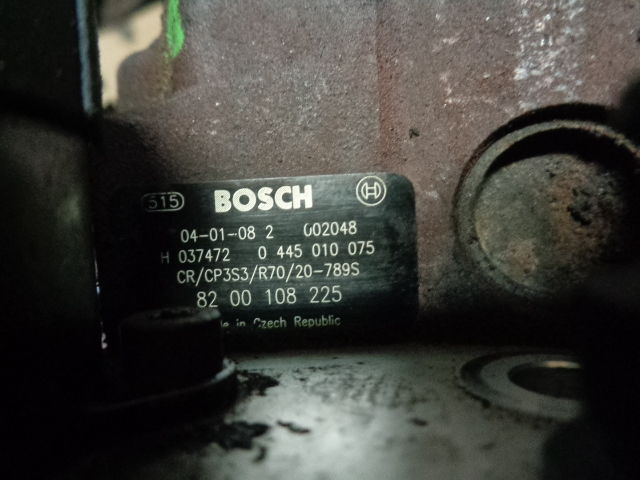 515 BOSCH H
04-01-08 2 002048
H 037472 0 445 010 075
CR/CP3S3/R70/20-789S
82 00 108 225
in Czech Republic